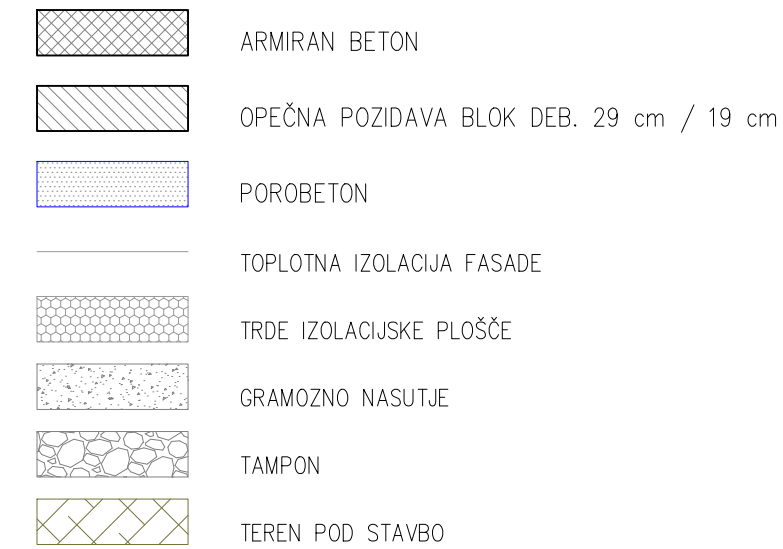 ARMIRAN BETON
OPEČNA POZIDAVA BLOK DEB. 29 cm / 19 cm
POROBETON
TOPLOTNA IZOLACIJA FASADE
TRDE IZOLACIJSKE PLOŠČE
GRAMOZNO NASUTJE
TAMPON
TEREN POD STAVBO